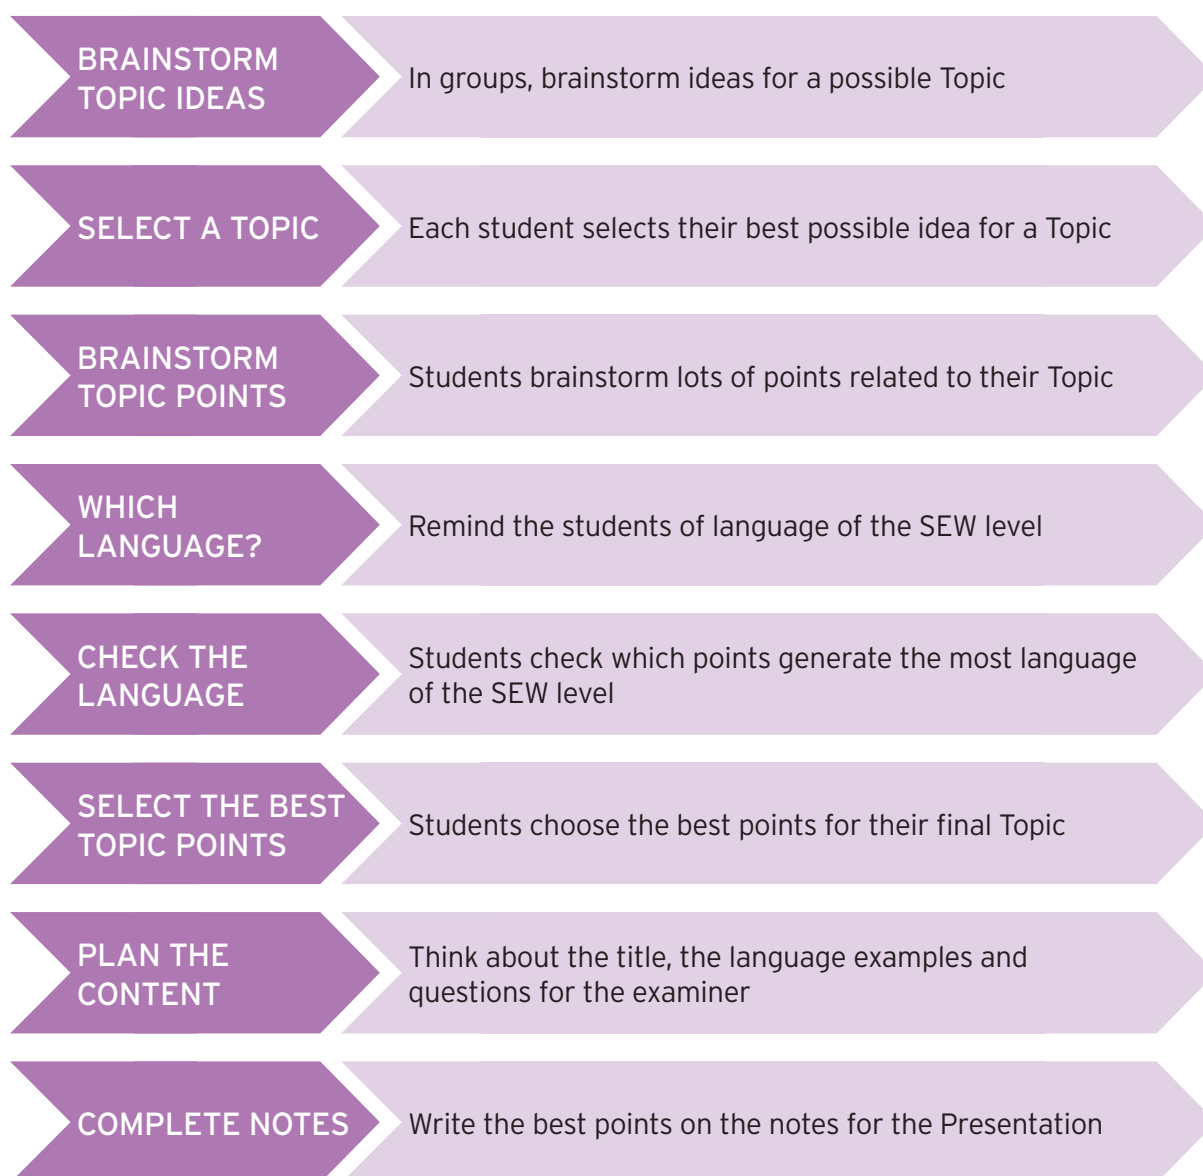 BRAINSTORM
TOPIC IDEAS
In groups, brainstorm ideas for a possible Topic
SELECT A TOPIC
Each student selects their best possible idea for a Topic
BRAINSTORM
TOPIC POINTS
Students brainstorm lots of points related to their Topic
WHICH
LANGUAGE?
Remind the students of language of the SEW level
CHECK THE
LANGUAGE
Students check which points generate the most language
of the SEW level
SELECT THE BEST
TOPIC POINTS
Students choose the best points for their final Topic
PLAN THE
CONTENT
Think about the title, the language examples and
questions for the examiner
COMPLETE NOTES
Write the best points on the notes for the Presentation